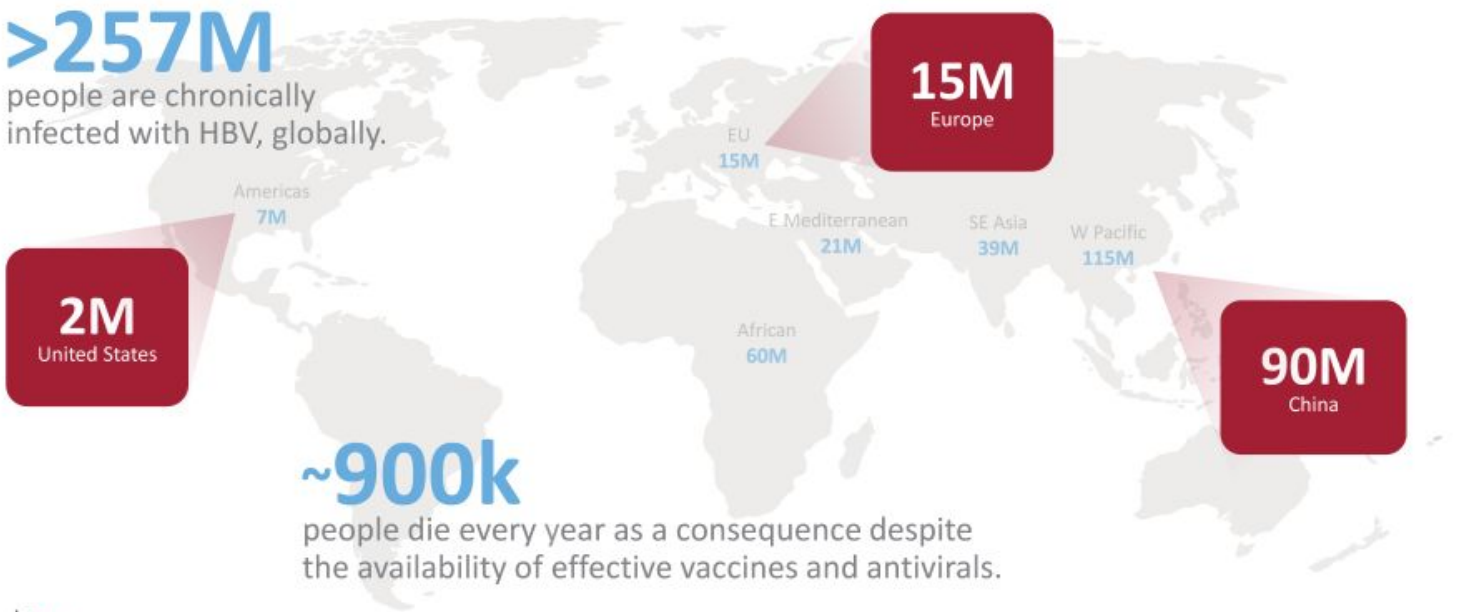 >257M
people are chronically
infected with HBV, globally.
15M
Europe
EU
15M
Americas
7M
E Mediterranean
21M
SE Asia
39M
W Pacific
115M
2M
United States
African
60M
90M
China
~900k
people die every year as a consequence despite
the availability of effective vaccines and antivirals.